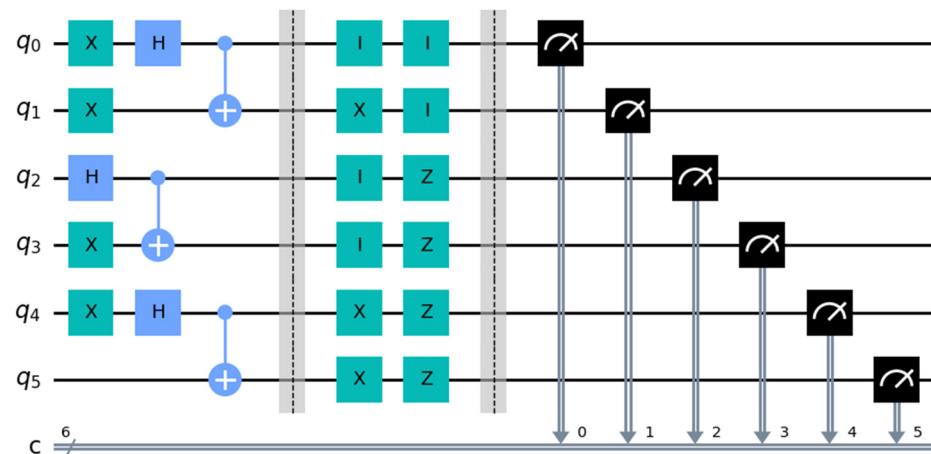 q0 X H I I
q1 X X I
q2 H I Z
q3 X I Z
q4 X H X Z
q5 X Z
6 0 1 2 3 4 5
c